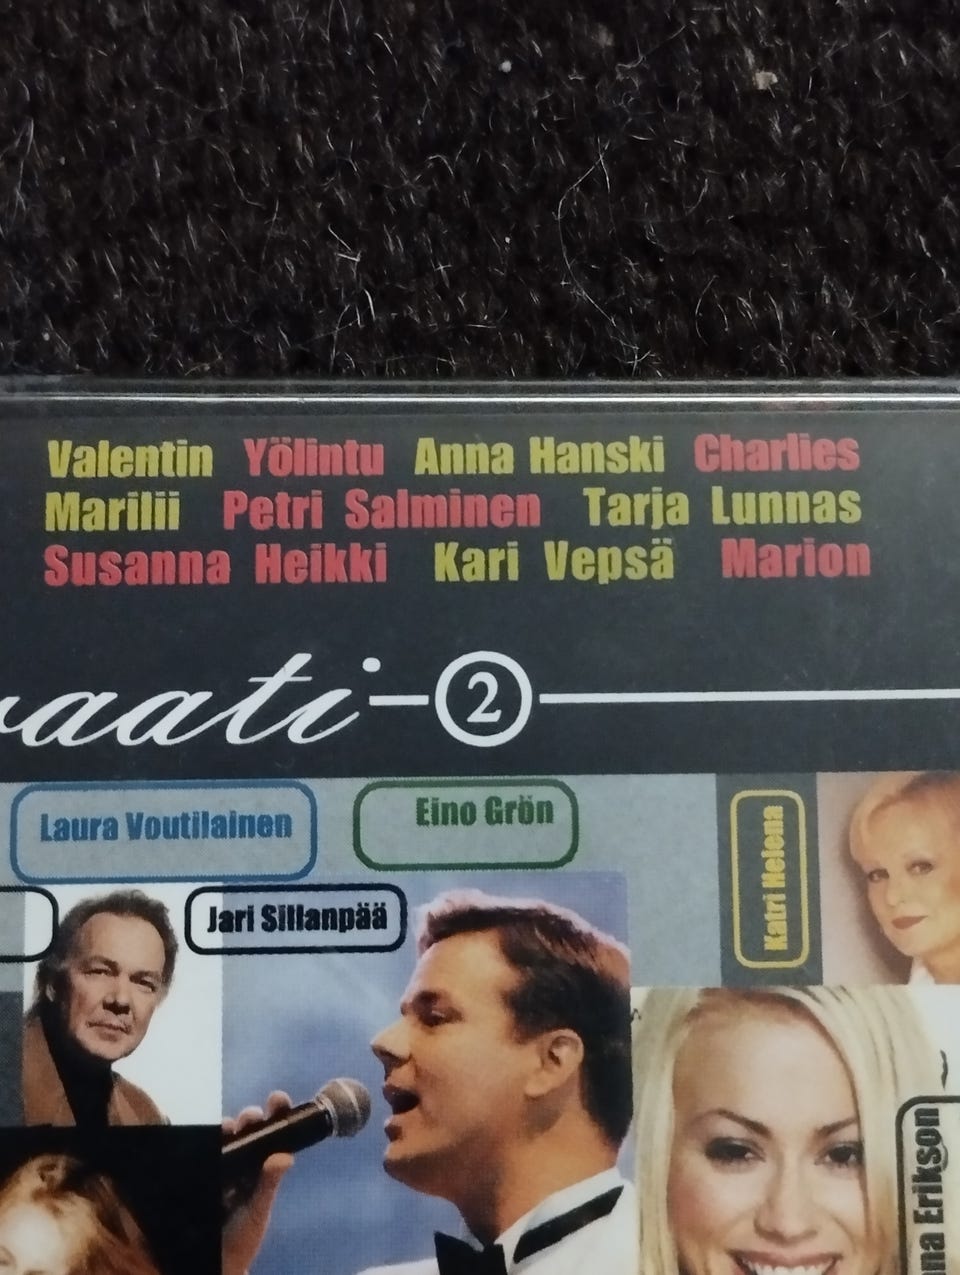 Valentin Yölintu Anna Hanski Charlies
Marilii Petri Salminen Tarja Lunnas
Susanna Heikki Kari Vepsä Marion
aati - 2
Laura Voutilainen
Eino Grön
Katri Helena
Jari Sillanpää
na Erikson